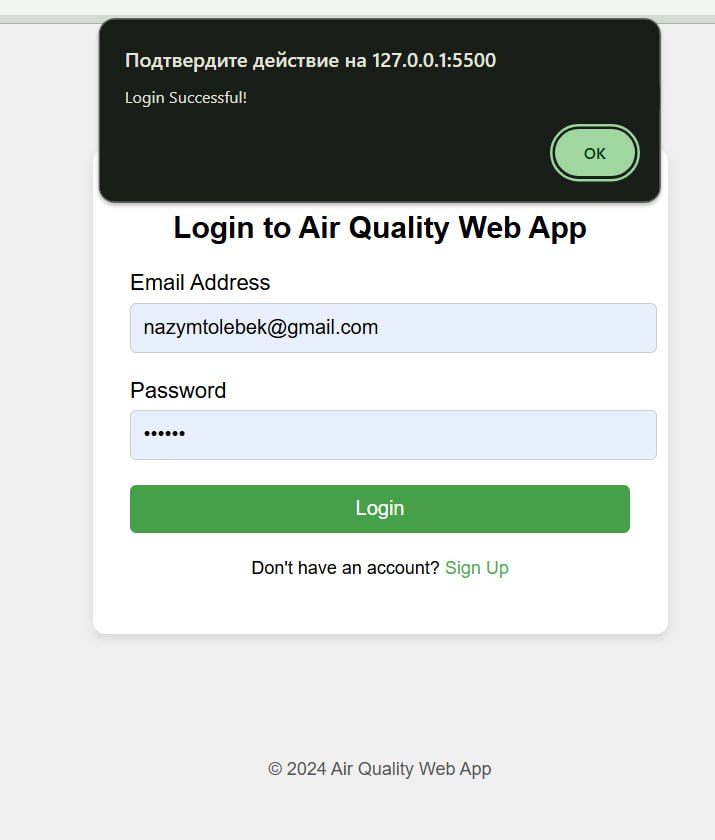 Подтвердите действие на 127.0.0.1:5500
Login Successful!
OK
Login to Air Quality Web App
Email Address
nazymtolebek@gmail.com
Password
••••••
Login
Don't have an account? Sign Up
© 2024 Air Quality Web App